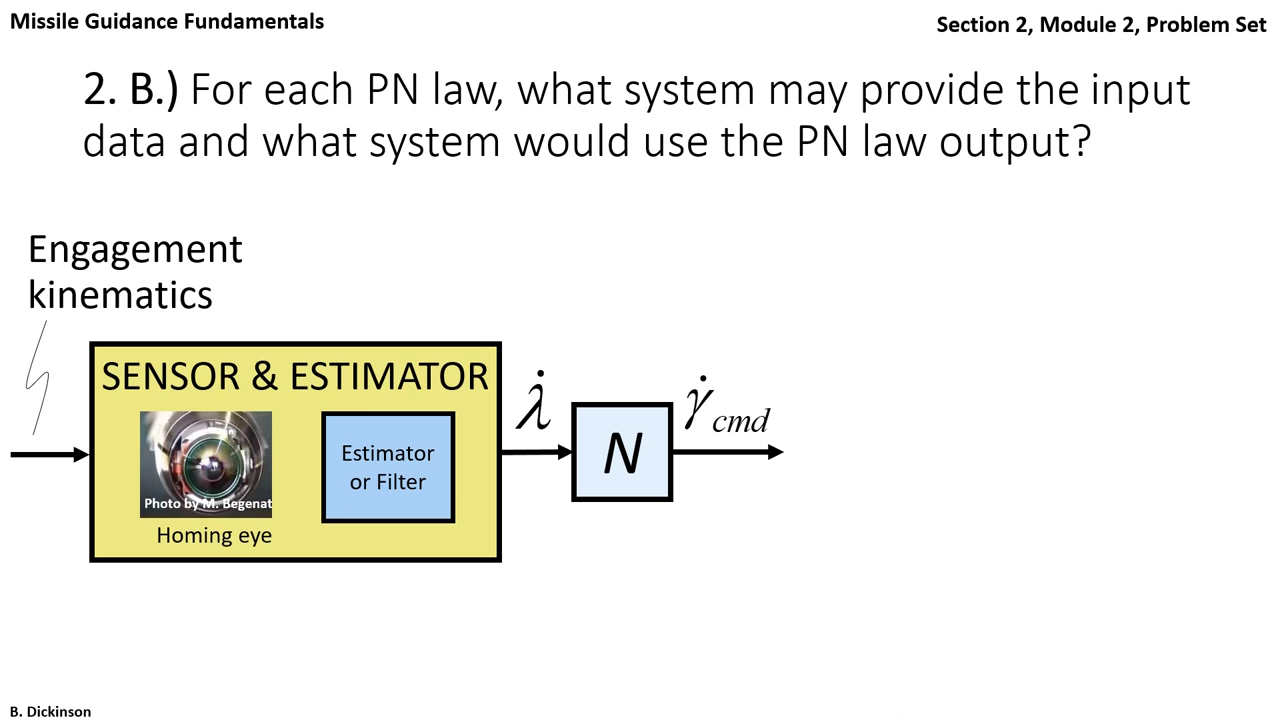 Missile Guidance Fundamentals
Section 2, Module 2, Problem Set
2. B.) For each PN law, what system may provide the input
data and what system would use the PN law output?
Engagement
kinematics
SENSOR & ESTIMATOR
Photo by M. Begenat
Homing eye
Estimator
or Filter
λ̇
N
γ̇ cmd
B. Dickinson